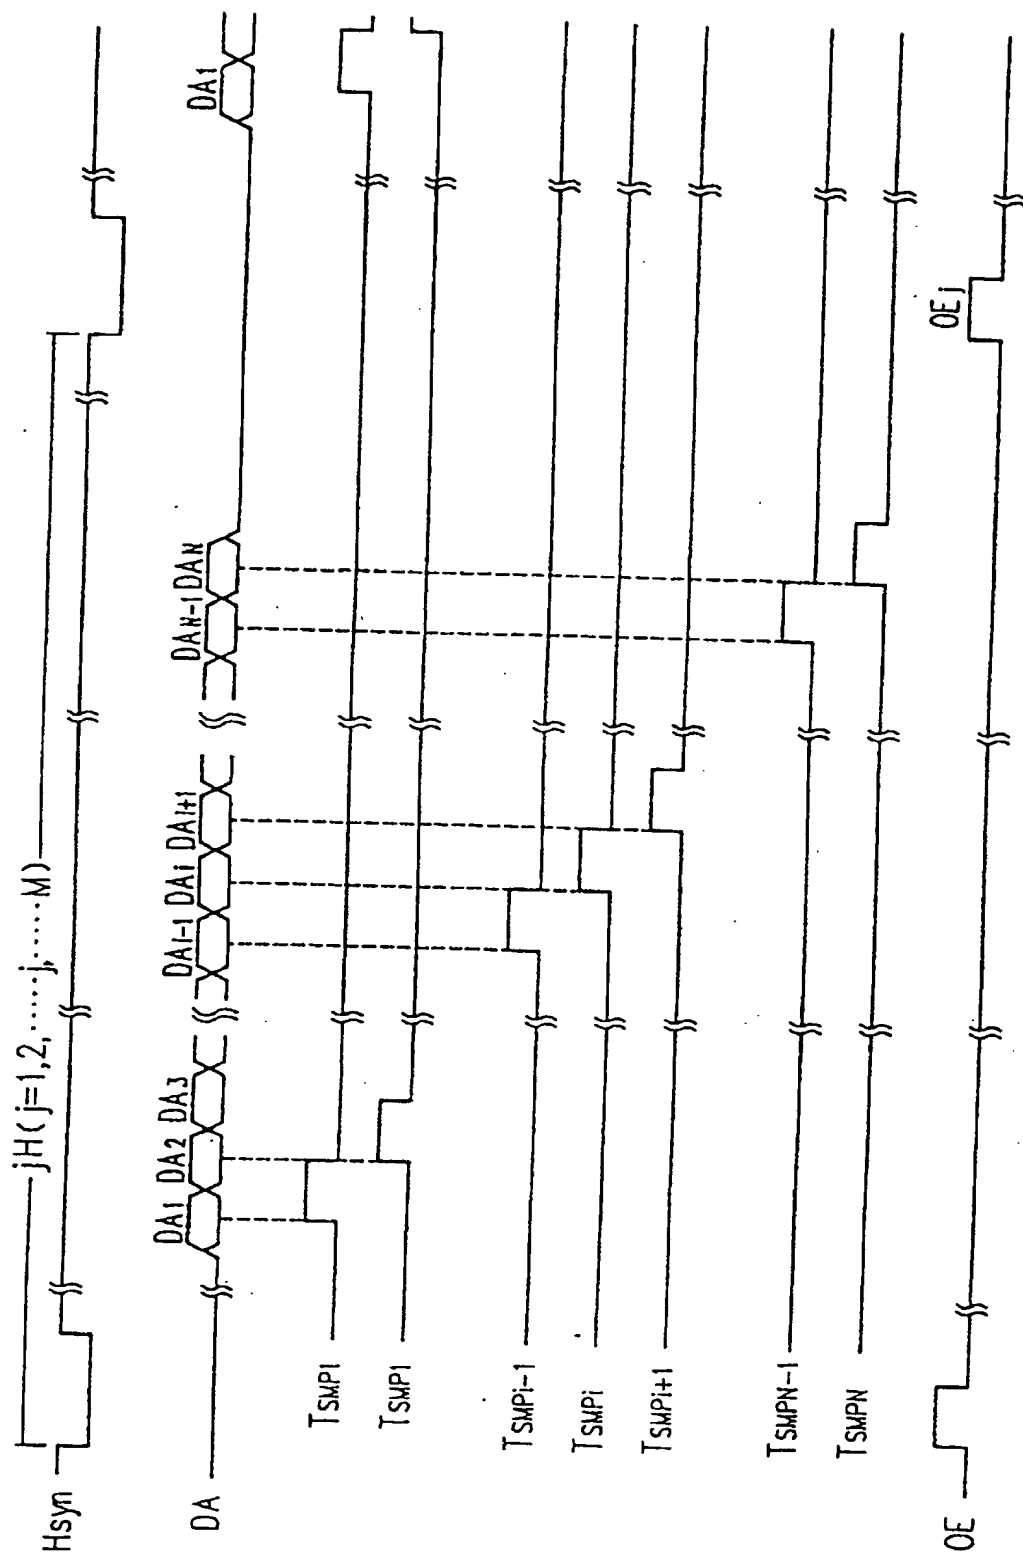 Hsyn
jH(j=1,2,.....j,.....M)
DA
DA1 DA2 DA3 DAi-1 DAi DAi+1 DAN-1 DAN DA1
TSMP1
TSMP1
TSMPi-1
TSMPi
TSMPi+1
TSMPN-1
TSMPN
OE
OEj